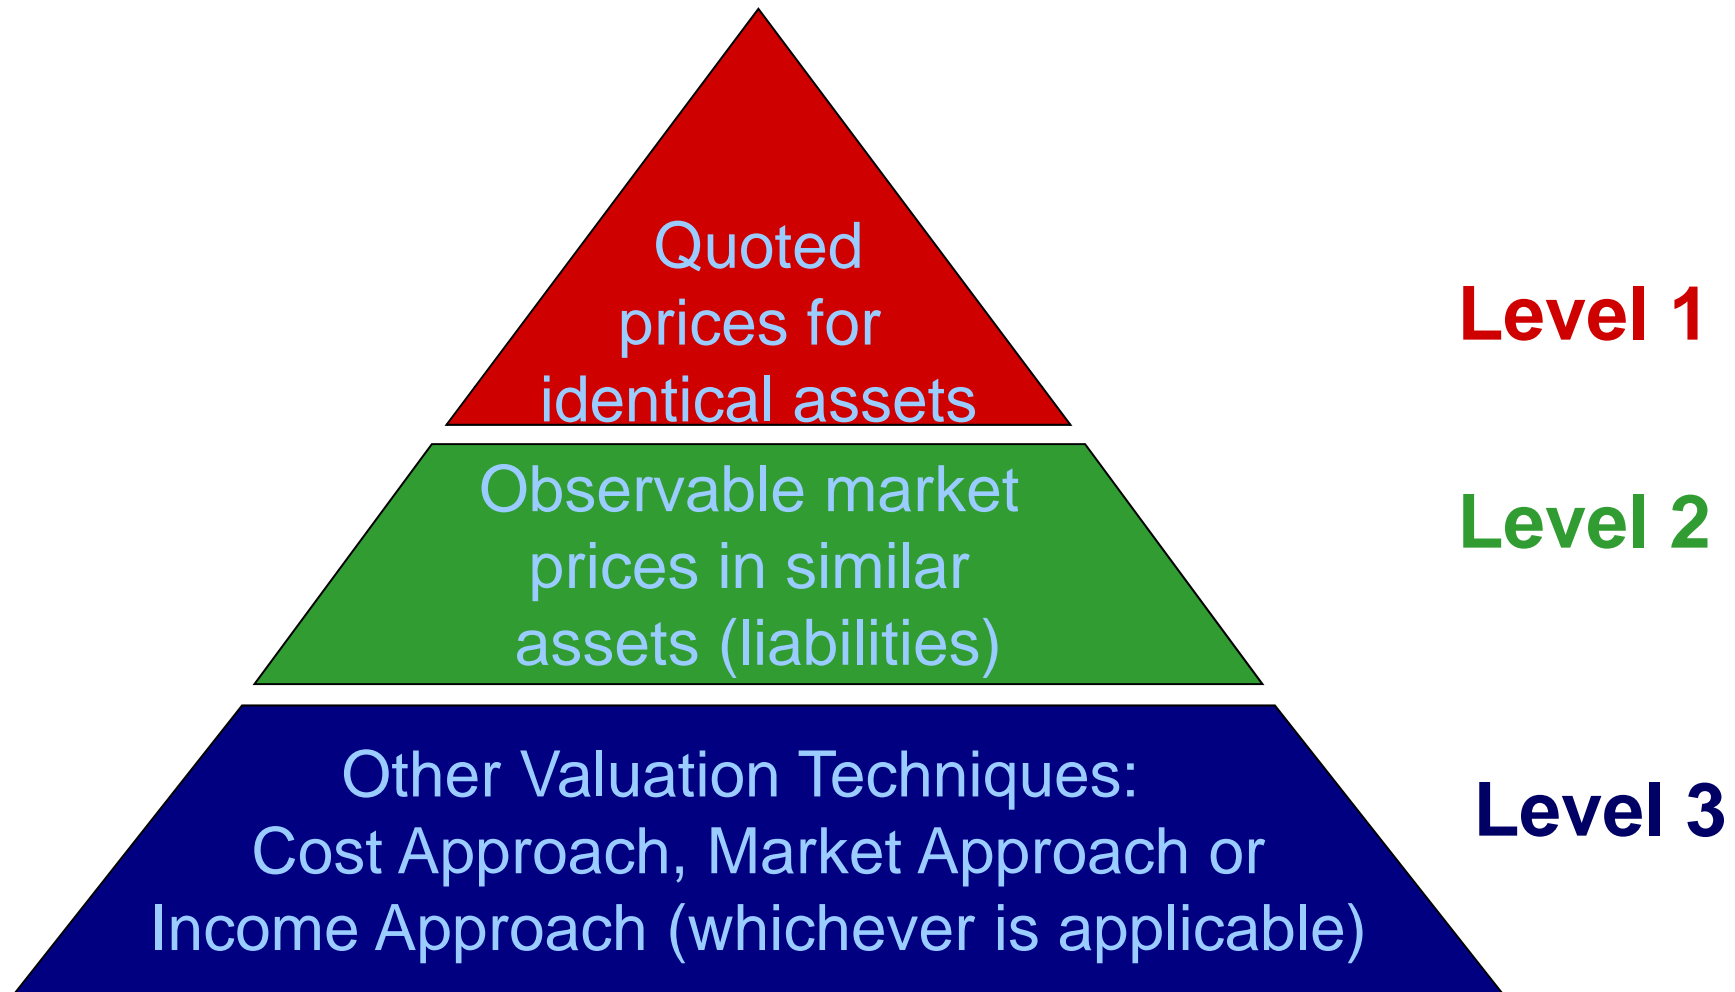 Quoted
prices for
identical assets
Level 1
Observable market
prices in similar
assets (liabilities)
Level 2
Other Valuation Techniques:
Cost Approach, Market Approach or
Income Approach (whichever is applicable)
Level 3